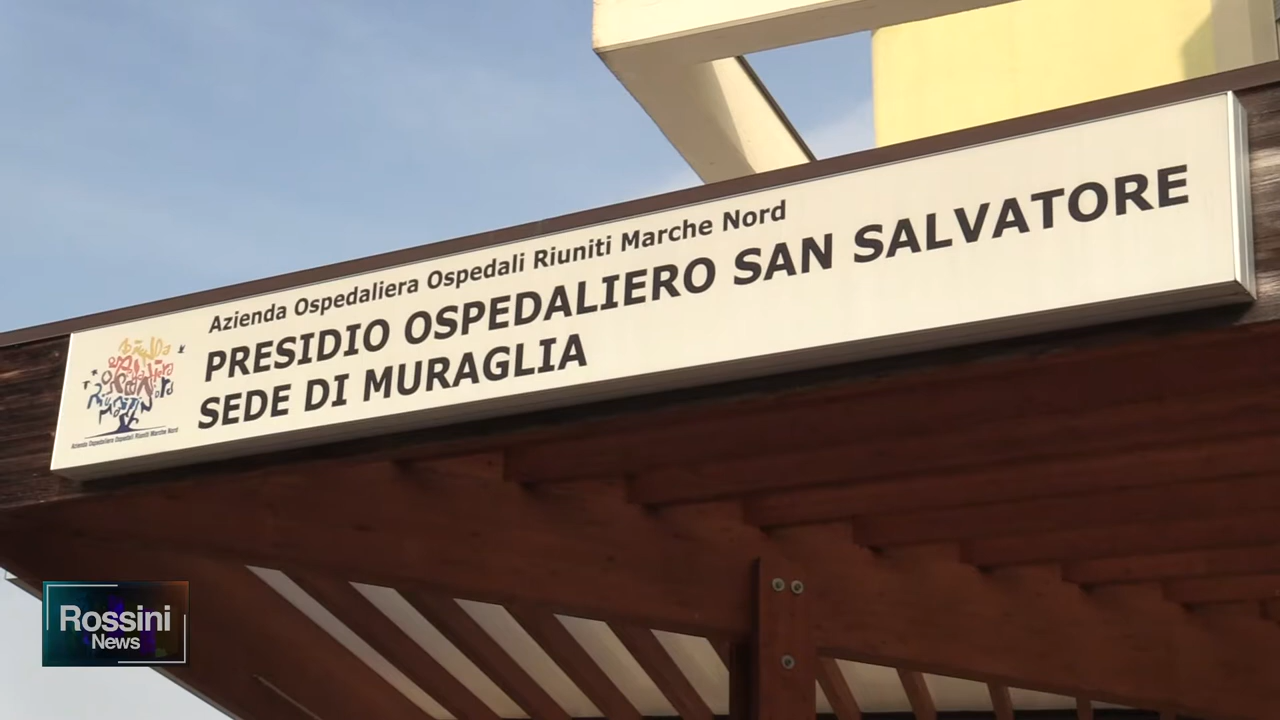 Azienda Ospedaliera Ospedali Riuniti Marche Nord
PRESIDIO OSPEDALIERO SAN SALVATORE
SEDE DI MURAGLIA
Azienda Ospedaliera Ospedali Riuniti Marche Nord
Rossini
News